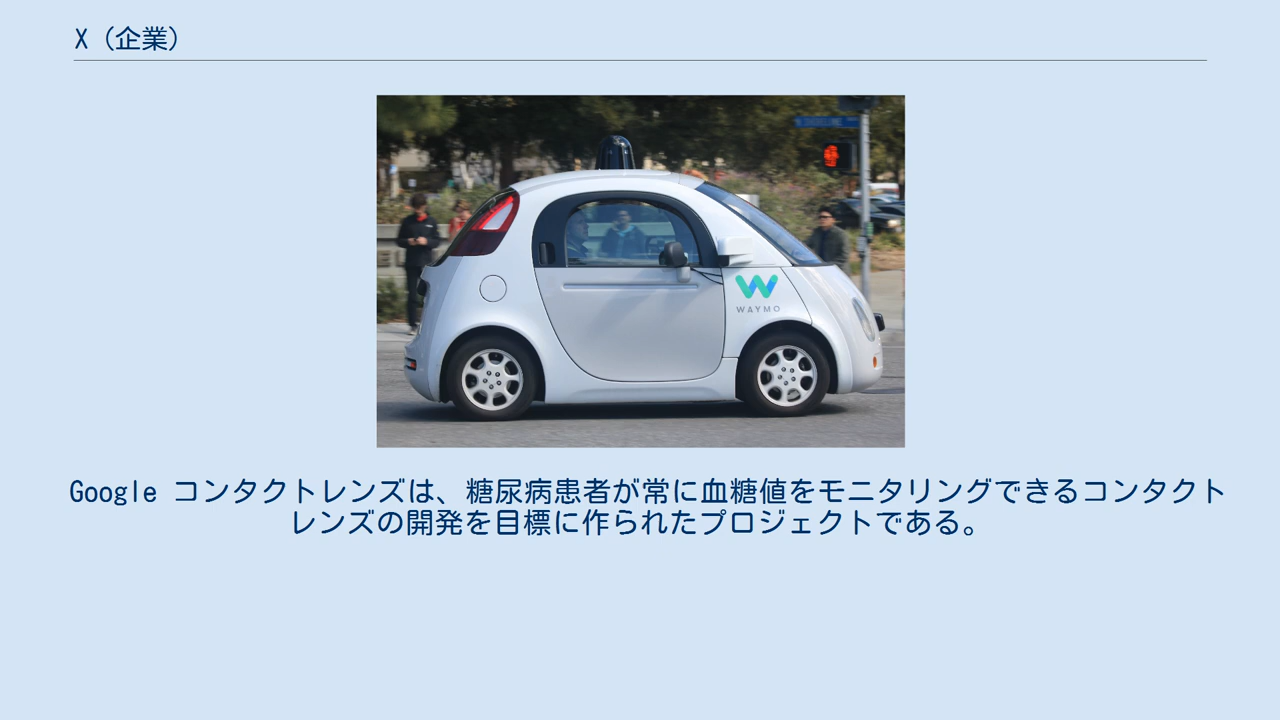 X（企業）
WAYMO
Google コンタクトレンズは、糖尿病患者が常に血糖値をモニタリングできるコンタクト
レンズの開発を目標に作られたプロジェクトである。